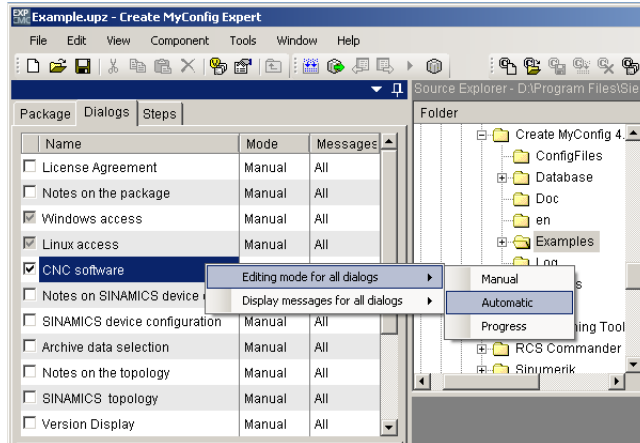 EXP CMC Example.upz - Create MyConfig Expert
File Edit View Component Tools Window Help
Source Explorer - D:\Program Files\Sie
Package Dialogs Steps
Folder
Name Mode Messages
Create MyConfig 4.
License Agreement Manual All
ConfigFiles
Notes on the package Manual All
Database
Windows access Manual All
Doc
en
Linux access Manual All
Examples
CNC software
Log
Editing mode for all dialogs
Manual
Notes on SINAMICS device
Display messages for all dialogs
Automatic
SINAMICS device configuration Manual All
Progress
Archive data selection Manual All
RCS Commander
Notes on the topology Manual All
Sinumerik
SINAMICS topology Manual All
Version Display Manual All